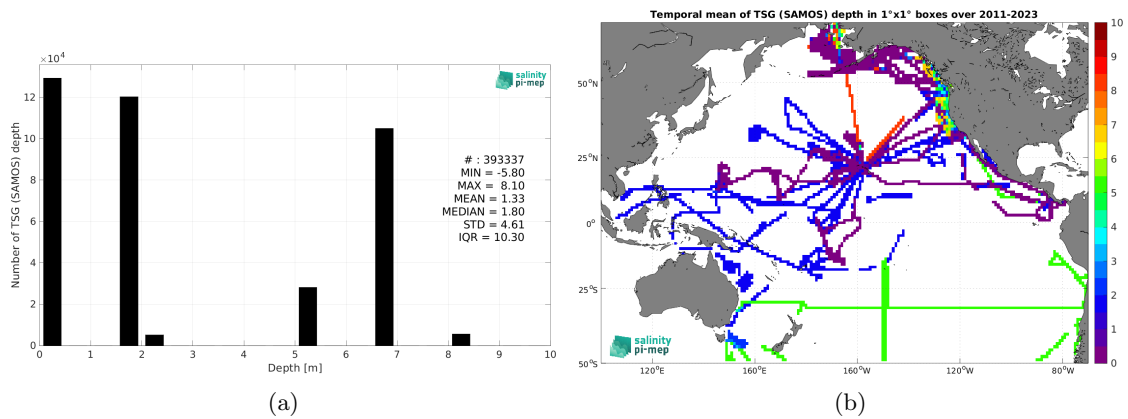 ×10⁴
12
10
8
6
4
2
0
Number of TSG (SAMOS) depth
0 1 2 3 4 5 6 7 8 9 10
Depth [m]
salinity
pi-mep
# : 393337
MIN = -5.80
MAX = 8.10
MEAN = 1.33
MEDIAN = 1.80
STD = 4.61
IQR = 10.30
(a)
Temporal mean of TSG (SAMOS) depth in 1°x1° boxes over 2011-2023
50°N
25°N
0°
25°S
50°S
120°E 160°E 160°W 120°W 80°W
salinity
pi-mep
10
9
8
7
6
5
4
3
2
1
0
(b)